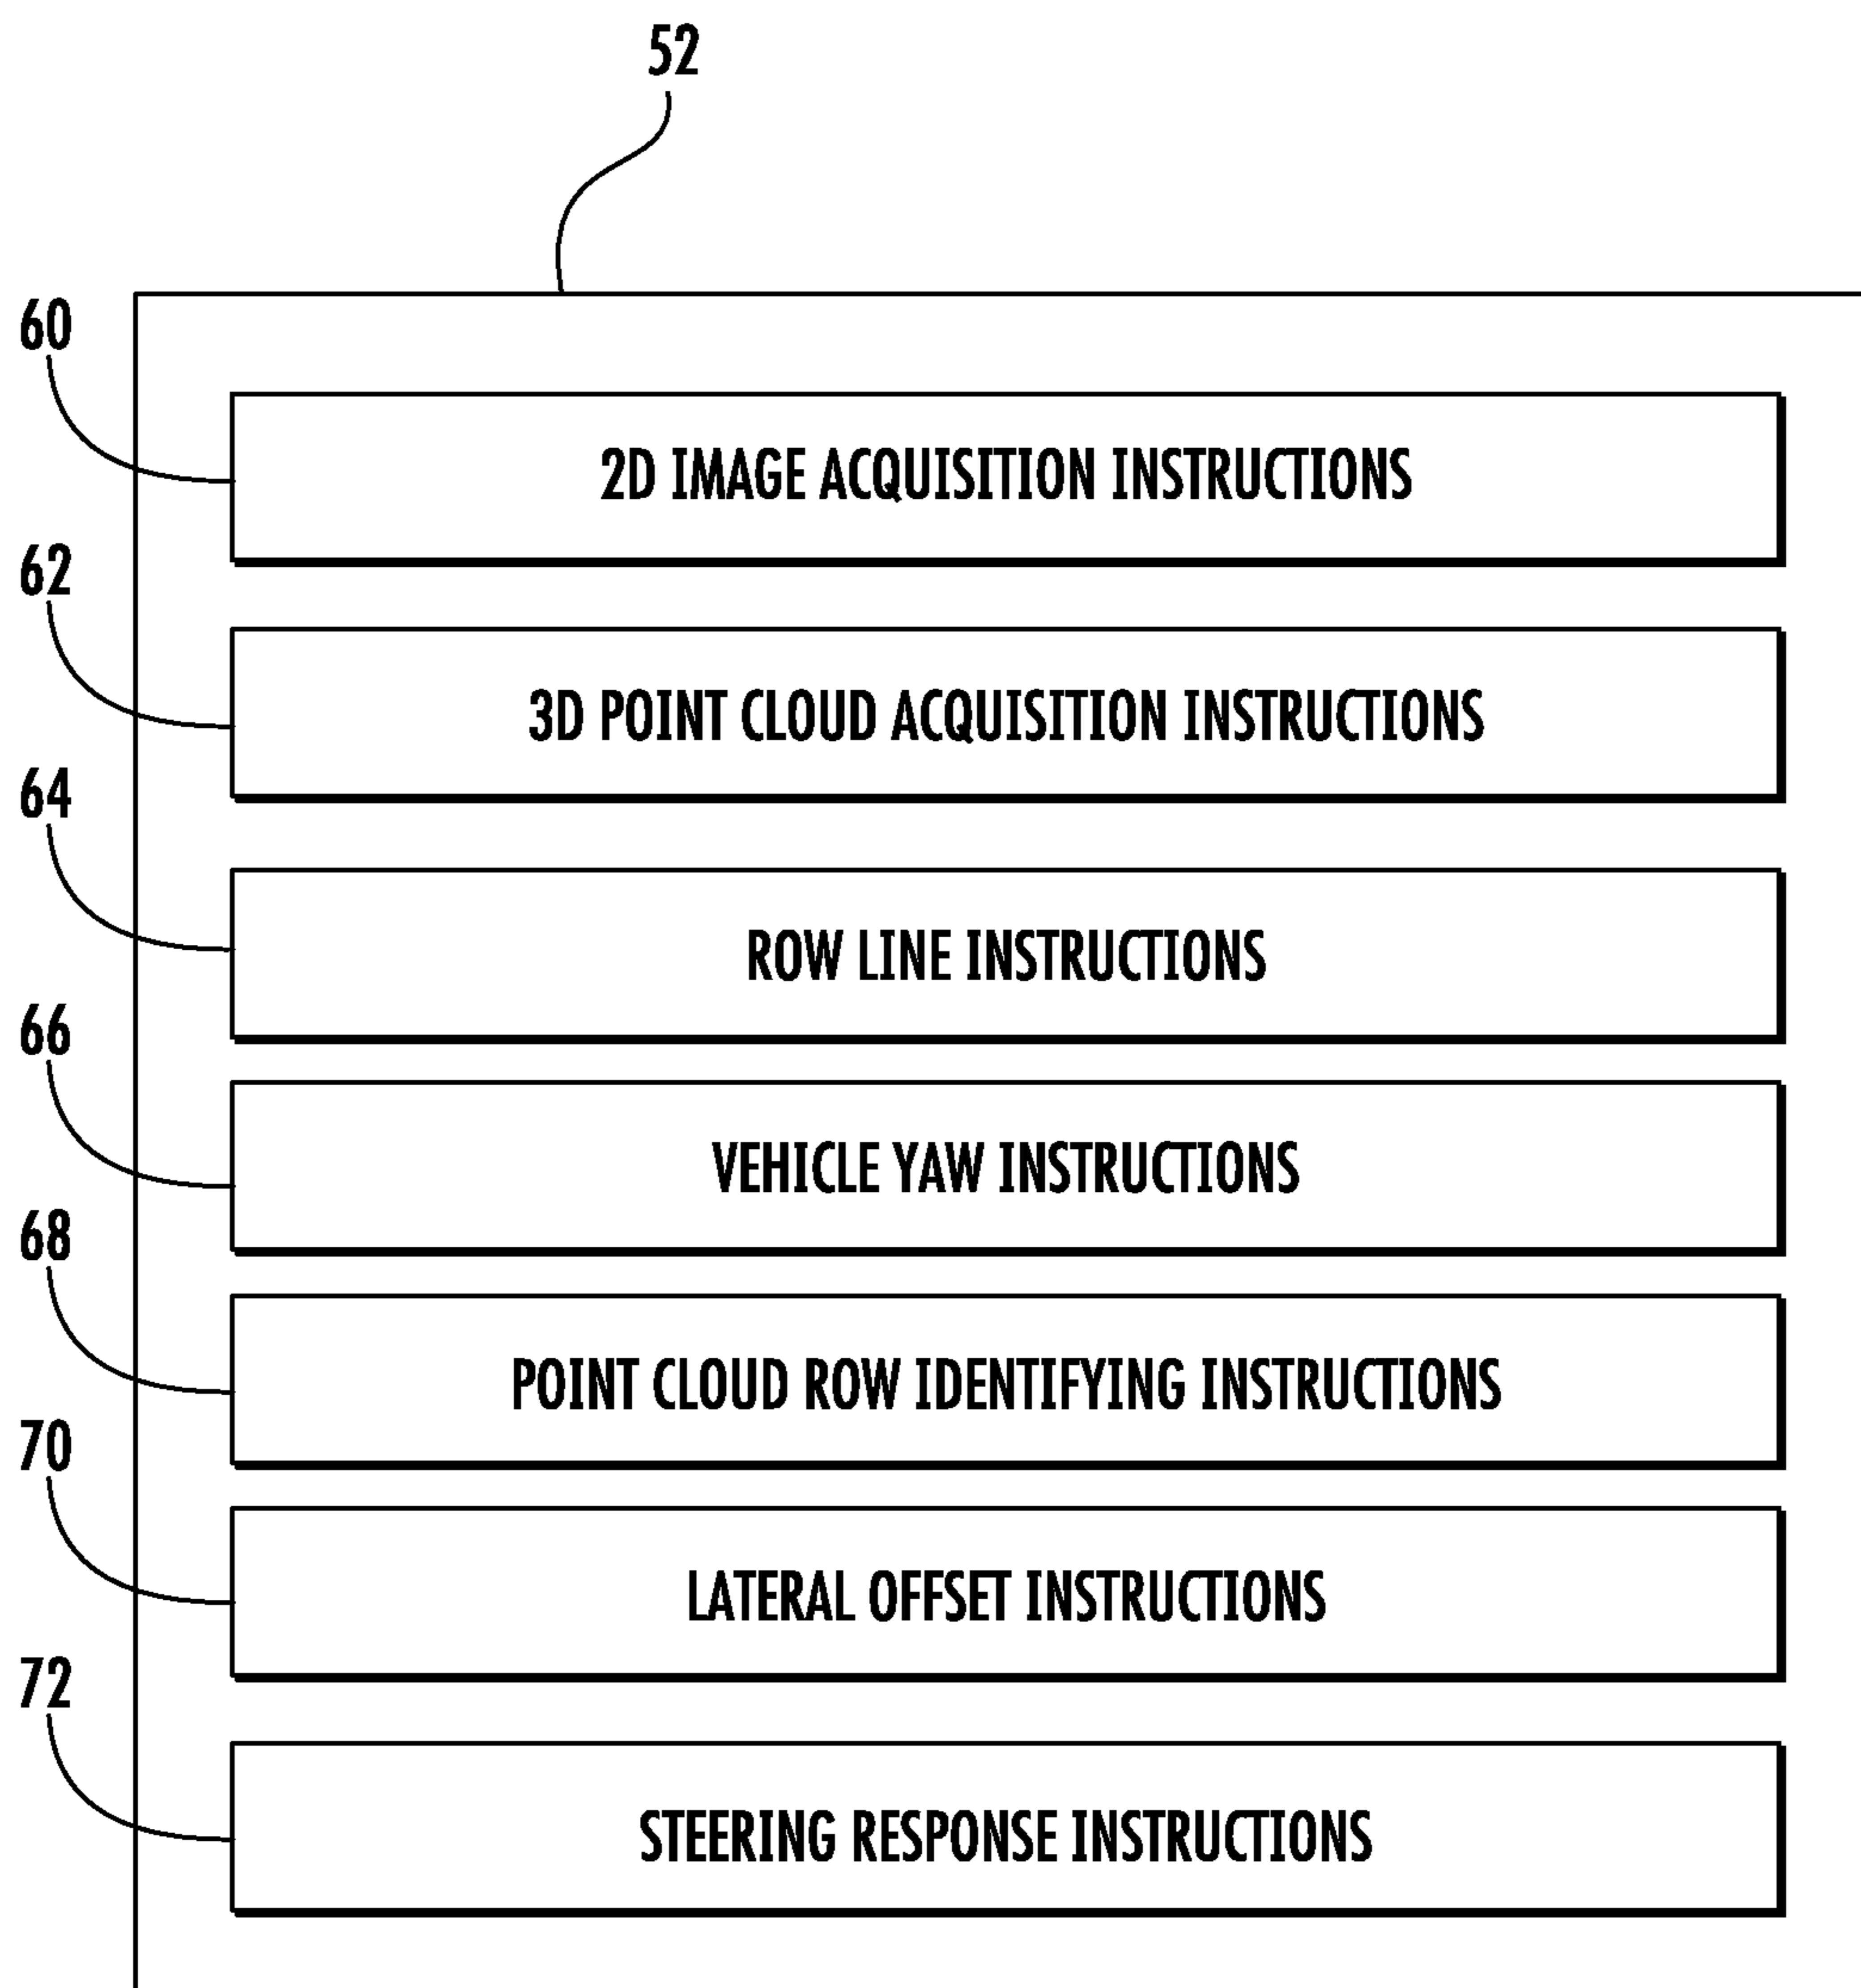 52
60
2D IMAGE ACQUISITION INSTRUCTIONS
62
3D POINT CLOUD ACQUISITION INSTRUCTIONS
64
ROW LINE INSTRUCTIONS
66
VEHICLE YAW INSTRUCTIONS
68
POINT CLOUD ROW IDENTIFYING INSTRUCTIONS
70
LATERAL OFFSET INSTRUCTIONS
72
STEERING RESPONSE INSTRUCTIONS